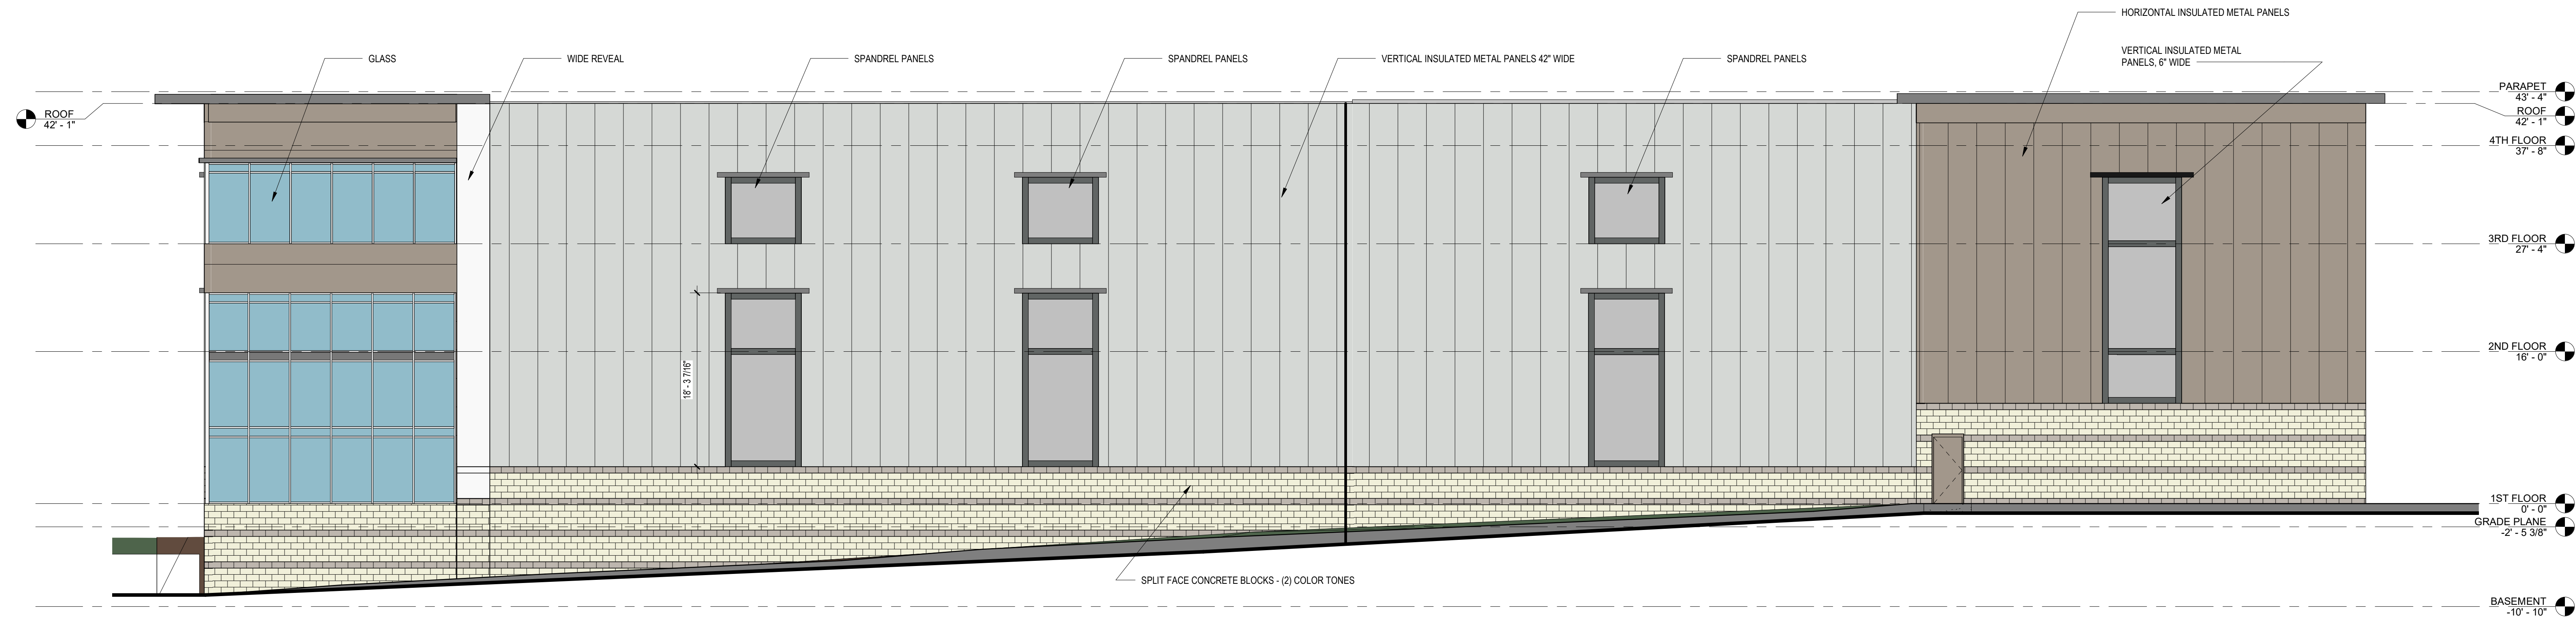 HORIZONTAL INSULATED METAL PANELS
GLASS
WIDE REVEAL
SPANDREL PANELS
SPANDREL PANELS
VERTICAL INSULATED METAL PANELS 42" WIDE
SPANDREL PANELS
VERTICAL INSULATED METAL
PANELS, 6" WIDE
ROOF
42' - 1"
PARAPET
43' - 4"
ROOF
42' - 1"
4TH FLOOR
37' - 8"
3RD FLOOR
27' - 4"
2ND FLOOR
16' - 0"
18' - 3 7/16"
1ST FLOOR
0' - 0"
GRADE PLANE
-2' - 5 3/8"
SPLIT FACE CONCRETE BLOCKS - (2) COLOR TONES
BASEMENT
-10' - 10"